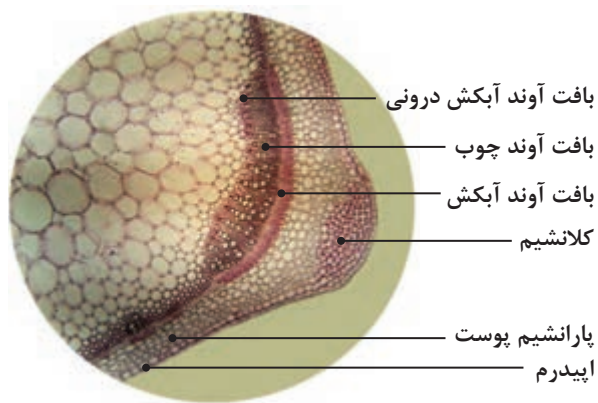 بافت آوند آبکش درونی
بافت آوند چوب
بافت آوند آبکش
کلانشیم
پارانشیم پوست
اپیدرم